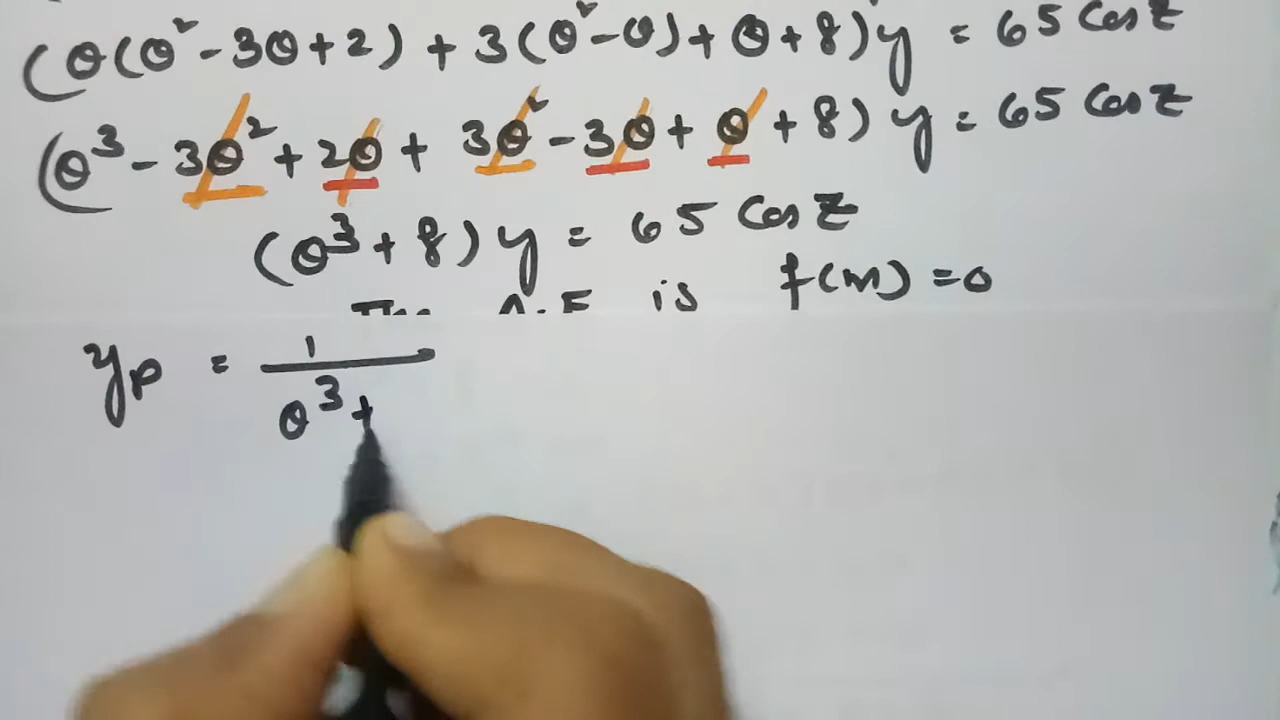 (θ(θ² - 3θ + 2) + 3(θ² - θ) + θ + 8)y = 65 Cos z
(θ³ - 3θ² + 2θ + 3θ² - 3θ + θ + 8) y = 65 Cos z
(θ³ + 8) y = 65 Cos z
The A.E is f(m) = 0
yp = 1 / θ³ +